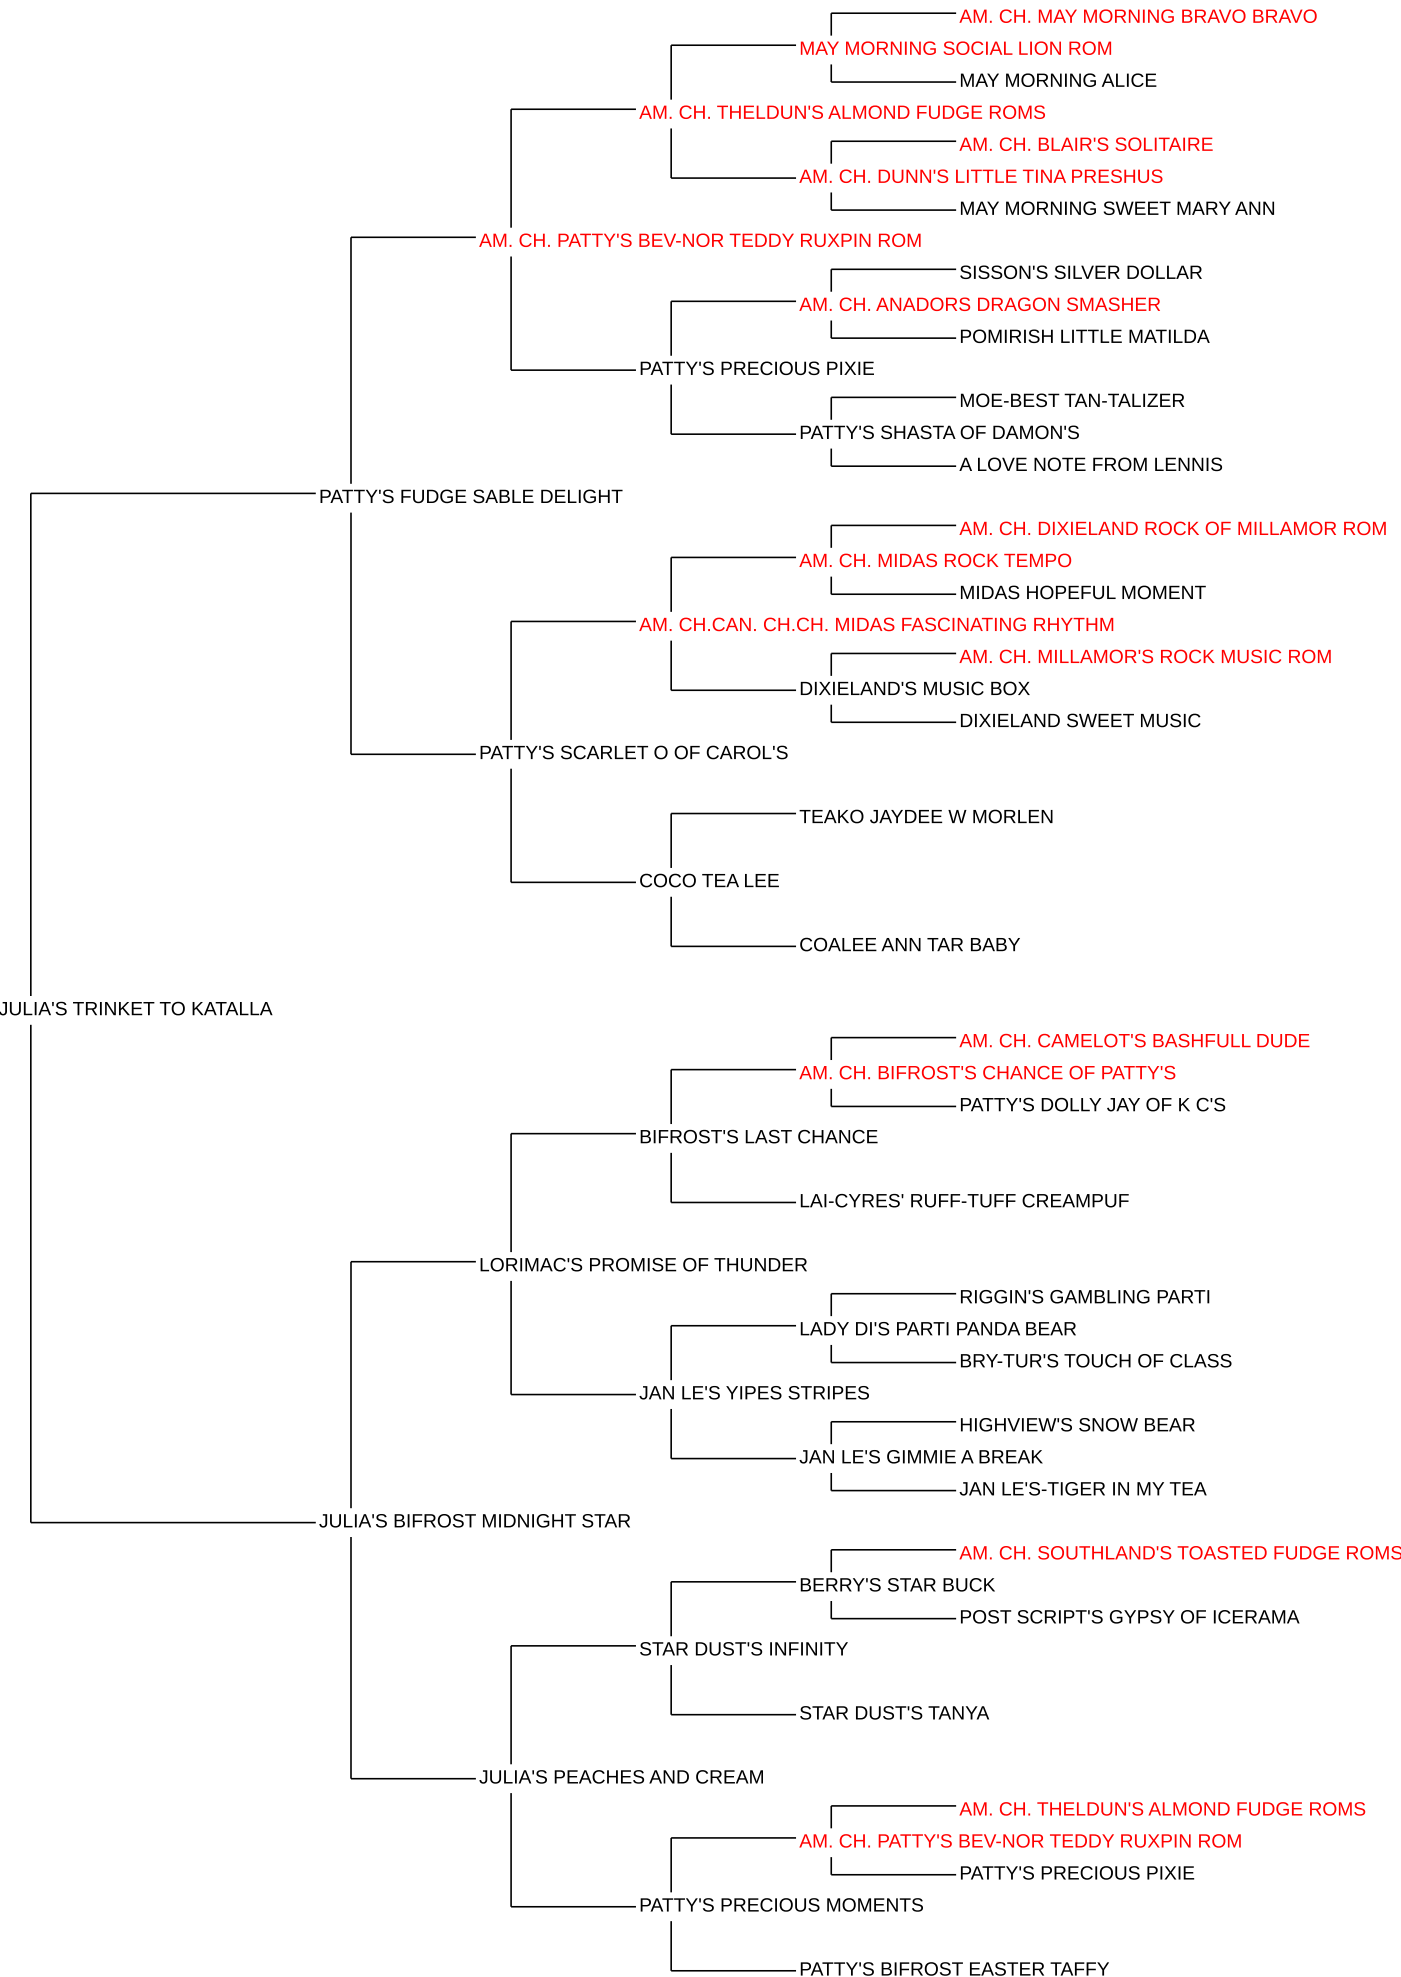 AM. CH. MAY MORNING BRAVO BRAVO
MAY MORNING SOCIAL LION ROM
MAY MORNING ALICE
AM. CH. THELDUN'S ALMOND FUDGE ROMS
AM. CH. BLAIR'S SOLITAIRE
AM. CH. DUNN'S LITTLE TINA PRESHUS
MAY MORNING SWEET MARY ANN
AM. CH. PATTY'S BEV-NOR TEDDY RUXPIN ROM
SISSON'S SILVER DOLLAR
AM. CH. ANADORS DRAGON SMASHER
POMIRISH LITTLE MATILDA
PATTY'S PRECIOUS PIXIE
MOE-BEST TAN-TALIZER
PATTY'S SHASTA OF DAMON'S
A LOVE NOTE FROM LENNIS
PATTY'S FUDGE SABLE DELIGHT
AM. CH. DIXIELAND ROCK OF MILLAMOR ROM
AM. CH. MIDAS ROCK TEMPO
MIDAS HOPEFUL MOMENT
AM. CH.CAN. CH.CH. MIDAS FASCINATING RHYTHM
AM. CH. MILLAMOR'S ROCK MUSIC ROM
DIXIELAND'S MUSIC BOX
DIXIELAND SWEET MUSIC
PATTY'S SCARLET O OF CAROL'S
TEAKO JAYDEE W MORLEN
COCO TEA LEE
COALEE ANN TAR BABY
JULIA'S TRINKET TO KATALLA
AM. CH. CAMELOT'S BASHFULL DUDE
AM. CH. BIFROST'S CHANCE OF PATTY'S
PATTY'S DOLLY JAY OF K C'S
BIFROST'S LAST CHANCE
LAI-CYRES' RUFF-TUFF CREAMPUF
LORIMAC'S PROMISE OF THUNDER
RIGGIN'S GAMBLING PARTI
LADY DI'S PARTI PANDA BEAR
BRY-TUR'S TOUCH OF CLASS
JAN LE'S YIPES STRIPES
HIGHVIEW'S SNOW BEAR
JAN LE'S GIMMIE A BREAK
JAN LE'S-TIGER IN MY TEA
JULIA'S BIFROST MIDNIGHT STAR
AM. CH. SOUTHLAND'S TOASTED FUDGE ROMS
BERRY'S STAR BUCK
POST SCRIPT'S GYPSY OF ICERAMA
STAR DUST'S INFINITY
STAR DUST'S TANYA
JULIA'S PEACHES AND CREAM
AM. CH. THELDUN'S ALMOND FUDGE ROMS
AM. CH. PATTY'S BEV-NOR TEDDY RUXPIN ROM
PATTY'S PRECIOUS PIXIE
PATTY'S PRECIOUS MOMENTS
PATTY'S BIFROST EASTER TAFFY